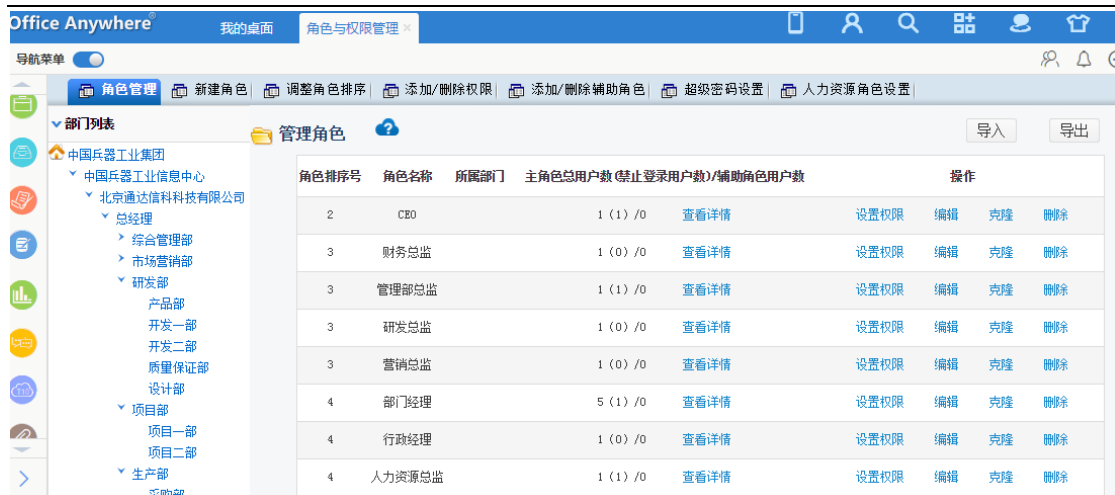 Office Anywhere® 我的桌面 角色与权限管理 ×
导航菜单
角色管理 新建角色 调整角色排序 添加/删除权限 添加/删除辅助角色 超级密码设置 人力资源角色设置
部门列表
管理角色 导入 导出
中国兵器工业集团
中国兵器工业信息中心
北京通达信科科技有限公司
总经理
综合管理部
市场营销部
研发部
产品部
开发一部
开发二部
质量保证部
设计部
项目部
项目一部
项目二部
生产部
采购部
角色排序号 角色名称 所属部门 主角色总用户数(禁止登录用户数)/辅助角色用户数 操作
2 CEO 1 (1) /0 查看详情 设置权限 编辑 克隆 删除
3 财务总监 1 (0) /0 查看详情 设置权限 编辑 克隆 删除
3 管理部总监 1 (1) /0 查看详情 设置权限 编辑 克隆 删除
3 研发总监 1 (0) /0 查看详情 设置权限 编辑 克隆 删除
3 营销总监 1 (0) /0 查看详情 设置权限 编辑 克隆 删除
4 部门经理 5 (1) /0 查看详情 设置权限 编辑 克隆 删除
4 行政经理 1 (0) /0 查看详情 设置权限 编辑 克隆 删除
4 人力资源总监 1 (1) /0 查看详情 设置权限 编辑 克隆 删除